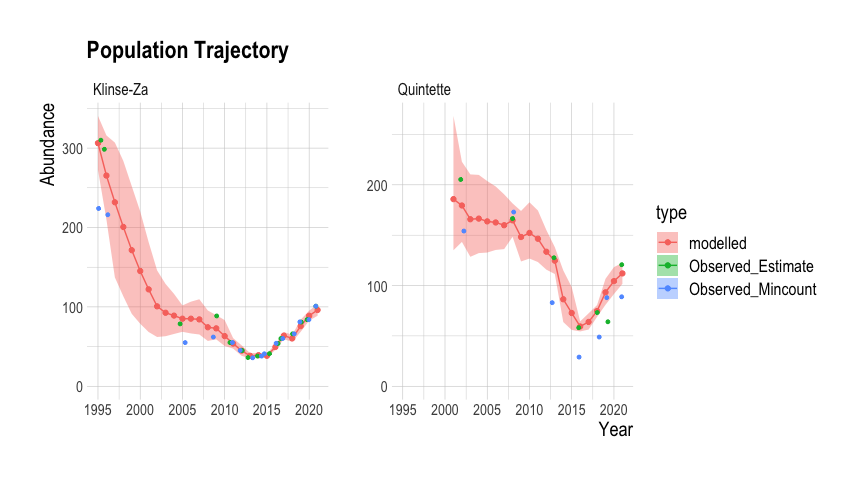 Population Trajectory
Klinse-Za
Quintette
Abundance
300
200
100
0
200
100
0
1995 2000 2005 2010 2015 2020
1995 2000 2005 2010 2015 2020
Year
type
modelled
Observed_Estimate
Observed_Mincount